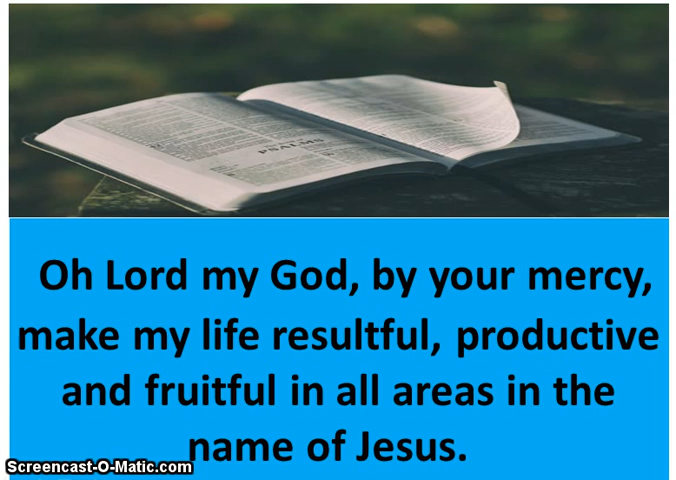 PSALMS
Oh Lord my God, by your mercy,
make my life resultful, productive
and fruitful in all areas in the
name of Jesus.
Screencast-O-Matic.com